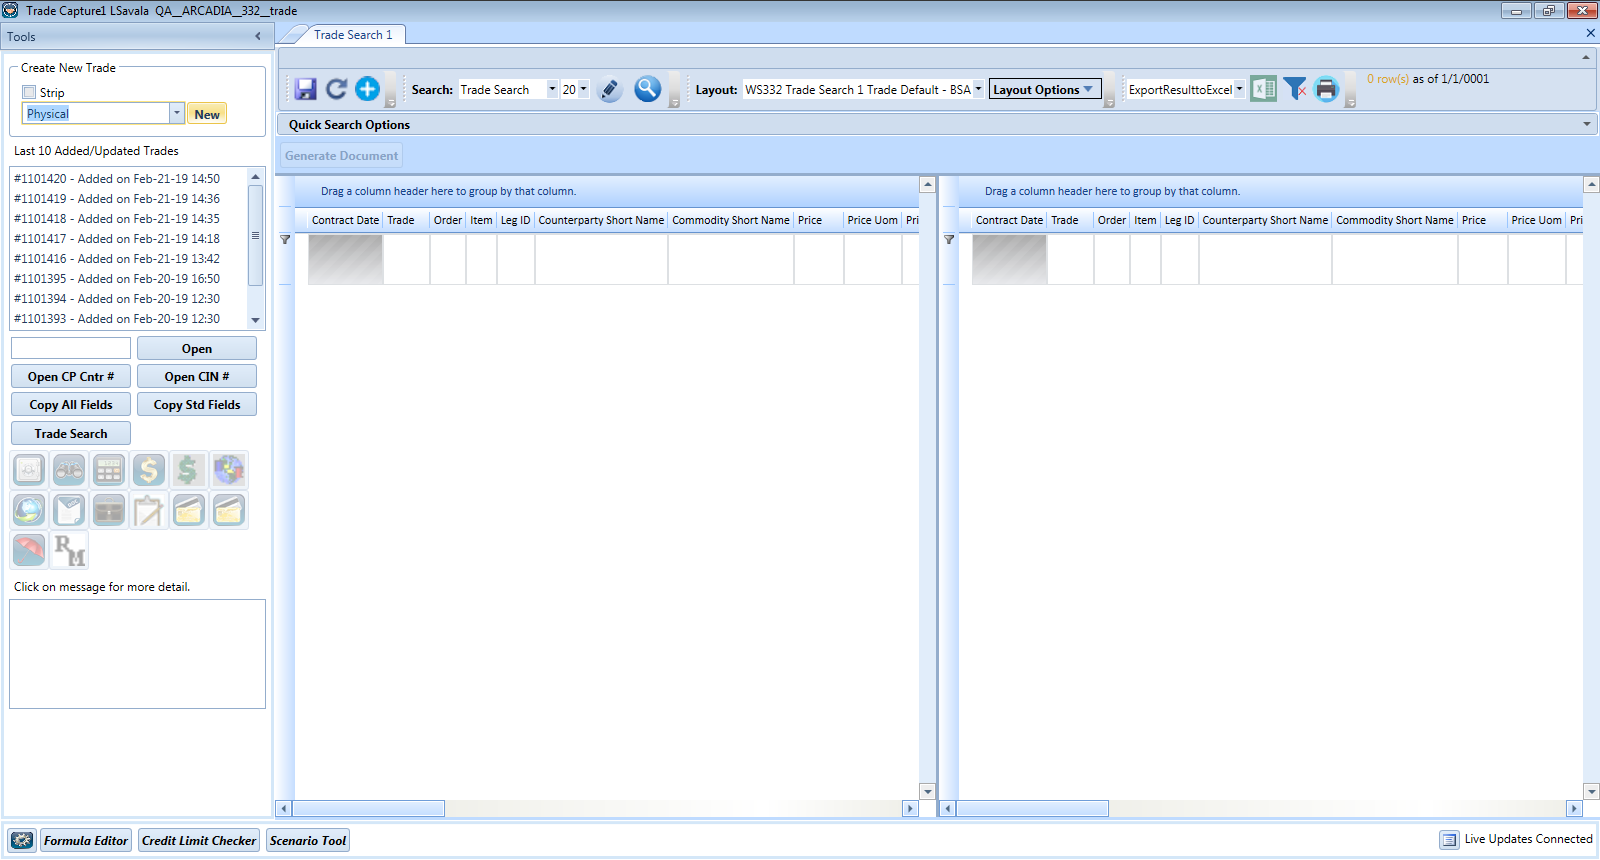 Trade Capture1 LSavala QA__ARCADIA__332__trade
Tools
Create New Trade
Strip
Physical
New
Last 10 Added/Updated Trades
#1101420 - Added on Feb-21-19 14:50
#1101419 - Added on Feb-21-19 14:36
#1101418 - Added on Feb-21-19 14:35
#1101417 - Added on Feb-21-19 14:18
#1101416 - Added on Feb-21-19 13:42
#1101395 - Added on Feb-20-19 16:50
#1101394 - Added on Feb-20-19 12:30
#1101393 - Added on Feb-20-19 12:30
Open
Open CP Cntr # Open CIN #
Copy All Fields Copy Std Fields
Trade Search
RM
Click on message for more detail.
Trade Search 1
Search: Trade Search 20 Layout: WS332 Trade Search 1 Trade Default - BSA Layout Options ExportResulttoExcel 0 row(s) as of 1/1/0001
Quick Search Options
Generate Document
Drag a column header here to group by that column.
Contract Date Trade Order Item Leg ID Counterparty Short Name Commodity Short Name Price Price Uom Pri
Drag a column header here to group by that column.
Contract Date Trade Order Item Leg ID Counterparty Short Name Commodity Short Name Price Price Uom Pri
Formula Editor Credit Limit Checker Scenario Tool Live Updates Connected